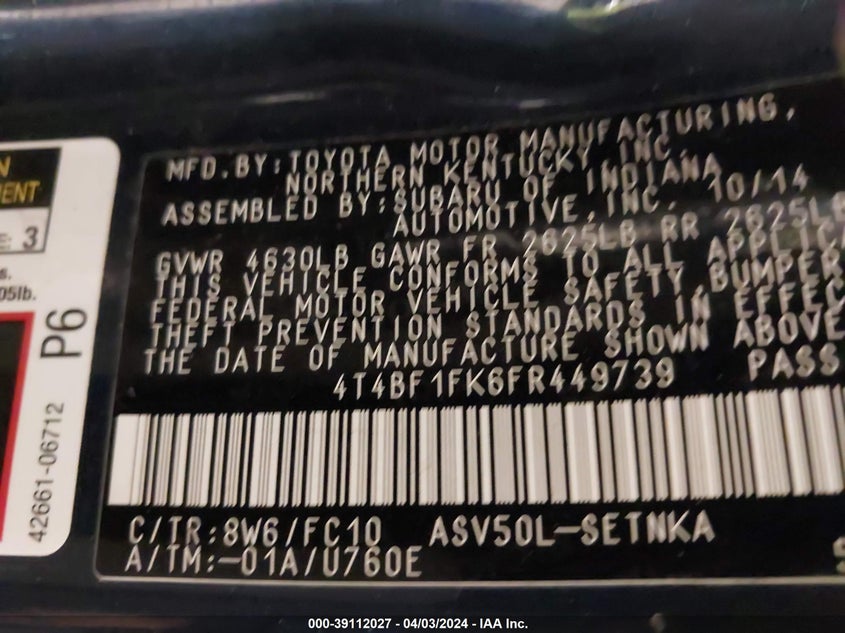 MFD.BY:TOYOTA MOTOR MANUFACTURING,
NORTHERN KENTUCKY,INC.
ASSEMBLED BY:SUBARU OF INDIANA
AUTOMOTIVE,INC. 10/14
GVWR 4630LB GAWR FR 2625LB RR 2625LB
THIS VEHICLE CONFORMS TO ALL
FEDERAL MOTOR VEHICLE SAFETY,BUMPER
THEFT PREVENTION STANDARDS IN
THE DATE OF MANUFACTURE SHOWN ABOVE
4T4BF1FK6FR449739 PASS
C/TR:8W6/FC10 ASV50L-SETNKA
A/TM:-01A/U760E
3
05lb.
P6
42661-06712
000-39112027 - 04/03/2024 - IAA Inc.